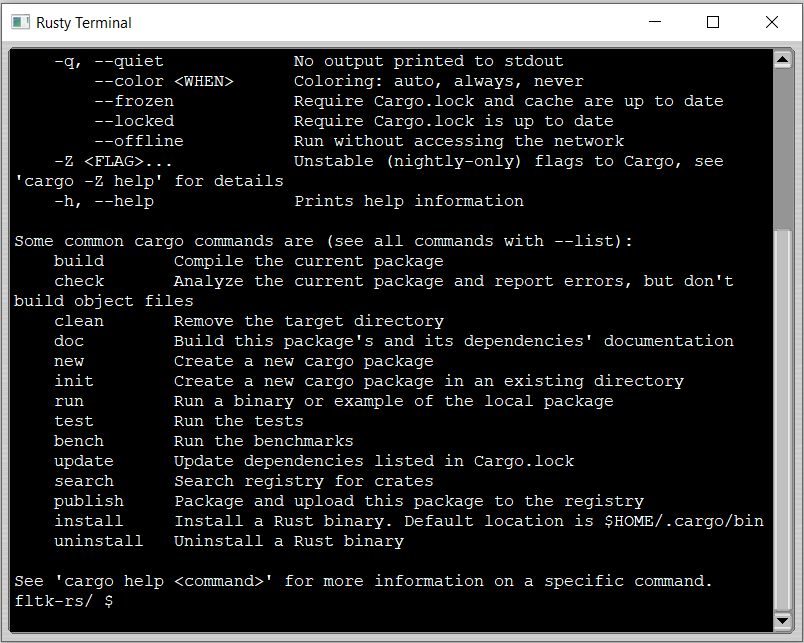 Rusty Terminal
    -q, --quiet             No output printed to stdout
        --color <WHEN>      Coloring: auto, always, never
        --frozen            Require Cargo.lock and cache are up to date
        --locked            Require Cargo.lock is up to date
        --offline           Run without accessing the network
    -Z <FLAG>...            Unstable (nightly-only) flags to Cargo, see
'cargo -Z help' for details
    -h, --help              Prints help information

Some common cargo commands are (see all commands with --list):
    build       Compile the current package
    check       Analyze the current package and report errors, but don't
build object files
    clean       Remove the target directory
    doc         Build this package's and its dependencies' documentation
    new         Create a new cargo package
    init        Create a new cargo package in an existing directory
    run         Run a binary or example of the local package
    test        Run the tests
    bench       Run the benchmarks
    update      Update dependencies listed in Cargo.lock
    search      Search registry for crates
    publish     Package and upload this package to the registry
    install     Install a Rust binary. Default location is $HOME/.cargo/bin
    uninstall   Uninstall a Rust binary

See 'cargo help <command>' for more information on a specific command.
fltk-rs/ $